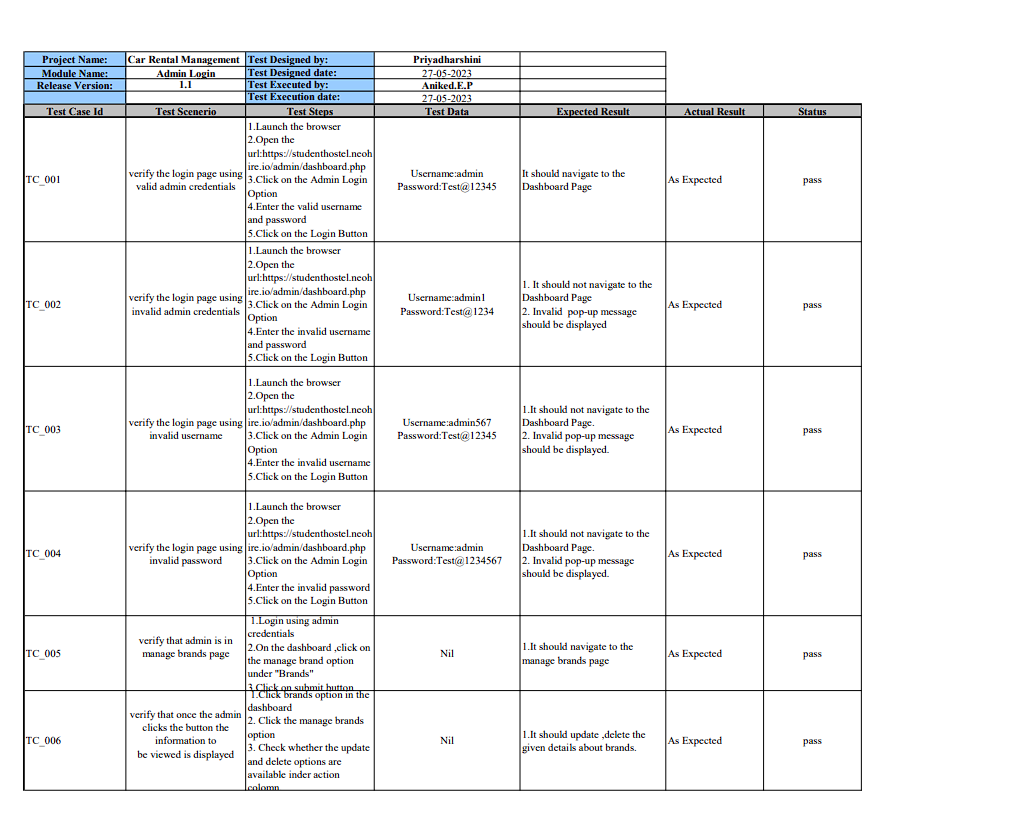 Project Name: Car Rental Management Test Designed by: Priyadharshini
Module Name: Admin Login Test Designed date: 27-05-2023
Release Version: 1.1 Test Executed by: Aniked.E.P
Test Execution date: 27-05-2023
Test Case Id Test Scenerio Test Steps Test Data Expected Result Actual Result Status
TC_001
verify the login page using
valid admin credentials
1.Launch the browser
2.Open the
url:https://studenthostel.neoh
ire.io/admin/dashboard.php
3.Click on the Admin Login
Option
4.Enter the valid username
and password
5.Click on the Login Button
Username:admin
Password:Test@12345
It should navigate to the
Dashboard Page
As Expected
pass
TC_002
verify the login page using
invalid admin credentials
1.Launch the browser
2.Open the
url:https://studenthostel.neoh
ire.io/admin/dashboard.php
3.Click on the Admin Login
Option
4.Enter the invalid username
and password
5.Click on the Login Button
Username:admin1
Password:Test@1234
1. It should not navigate to the
Dashboard Page
2. Invalid pop-up message
should be displayed
As Expected
pass
TC_003
verify the login page using
invalid username
1.Launch the browser
2.Open the
url:https://studenthostel.neoh
ire.io/admin/dashboard.php
3.Click on the Admin Login
Option
4.Enter the invalid username
5.Click on the Login Button
Username:admin567
Password:Test@12345
1.It should not navigate to the
Dashboard Page.
2. Invalid pop-up message
should be displayed.
As Expected
pass
TC_004
verify the login page using
invalid password
1.Launch the browser
2.Open the
url:https://studenthostel.neoh
ire.io/admin/dashboard.php
3.Click on the Admin Login
Option
4.Enter the invalid password
5.Click on the Login Button
Username:admin
Password:Test@1234567
1.It should not navigate to the
Dashboard Page.
2. Invalid pop-up message
should be displayed.
As Expected
pass
TC_005
verify that admin is in
manage brands page
1.Login using admin
credentials
2.On the dashboard ,click on
the manage brand option
under "Brands"
3.Click on submit button
Nil
1.It should navigate to the
manage brands page
As Expected
pass
TC_006
verify that once the admin
clicks the button the
information to
be viewed is displayed
1.Click brands option in the
dashboard
2. Click the manage brands
option
3. Check whether the update
and delete options are
available inder action
colomn
Nil
1.It should update ,delete the
given details about brands.
As Expected
pass